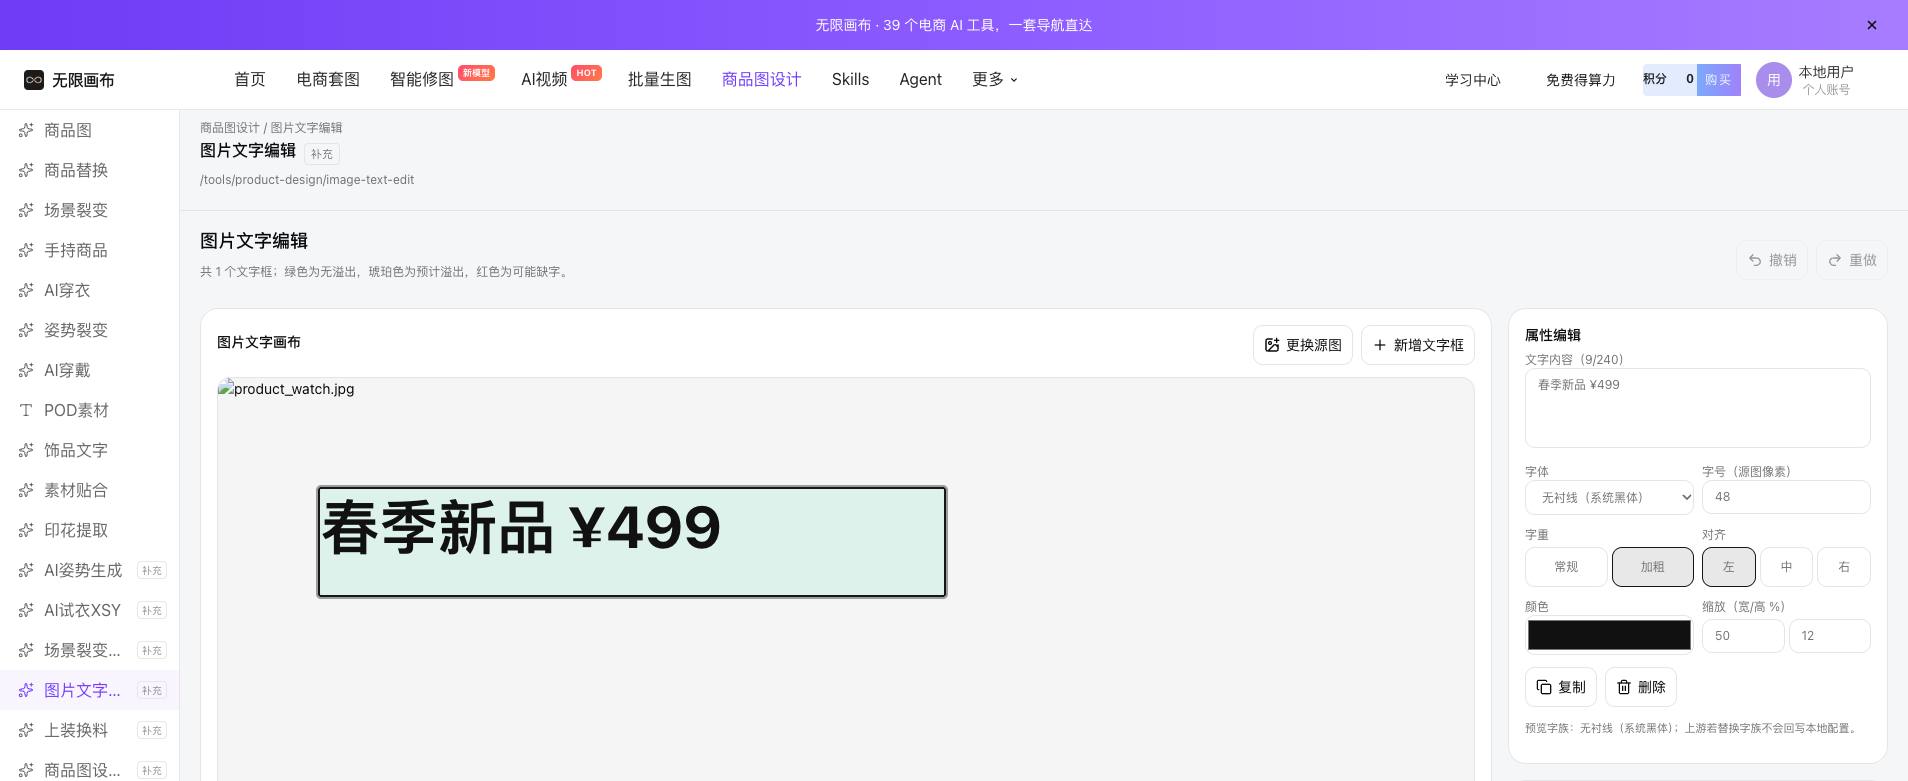 无限画布 · 39 个电商 AI 工具，一套导航直达
无限画布
首页
电商套图
智能修图
新模型
AI视频
HOT
批量生图
商品图设计
Skills
Agent
更多
学习中心
免费得算力
积分 0
购买
用
本地用户
个人账号
商品图
商品替换
场景裂变
手持商品
AI穿衣
姿势裂变
AI穿戴
POD素材
饰品文字
素材贴合
印花提取
AI姿势生成 补充
AI试衣XSY 补充
场景裂变... 补充
图片文字... 补充
上装换料 补充
商品图设... 补充
商品图设计 / 图片文字编辑
图片文字编辑 补充
/tools/product-design/image-text-edit
图片文字编辑
共 1 个文字框；绿色为无溢出，琥珀色为预计溢出，红色为可能缺字。
撤销
重做
图片文字画布
更换源图
新增文字框
product_watch.jpg
春季新品 ¥499
属性编辑
文字内容（9/240）
春季新品 ¥499
字体
字号（源图像素）
无衬线（系统黑体）
48
字重
对齐
常规
加粗
左
中
右
颜色
缩放（宽/高 %）
50
12
复制
删除
预览字族：无衬线（系统黑体）；上游若替换字族不会回写本地配置。